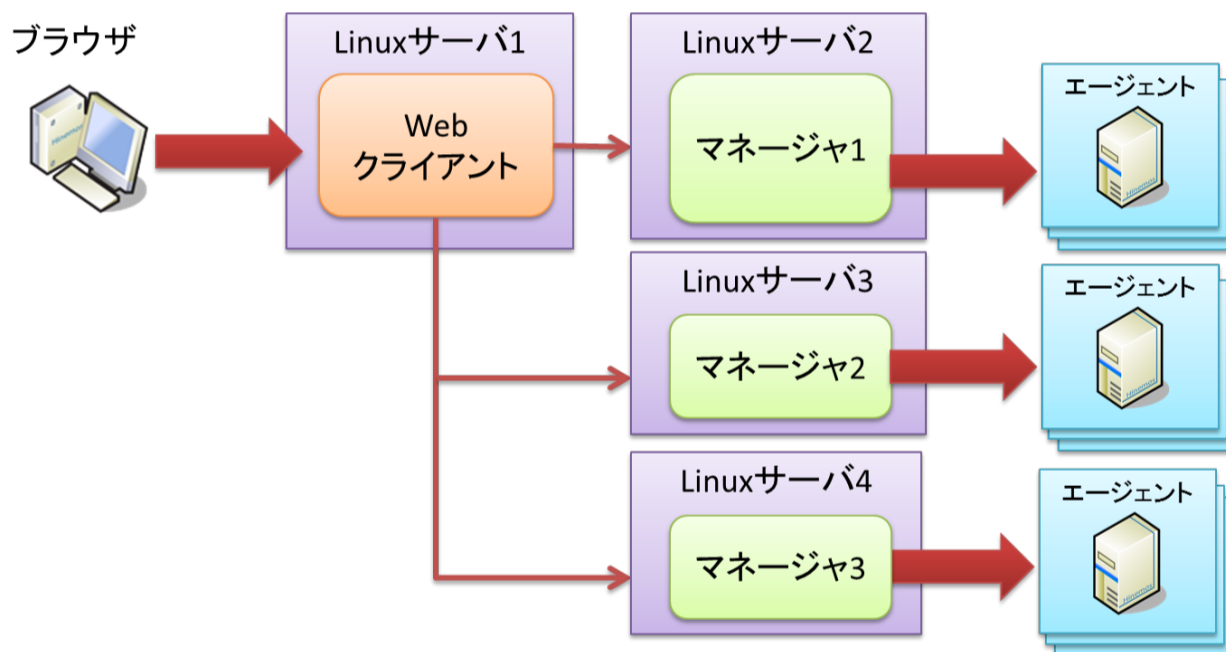 ブラウザ
Linuxサーバ1
Web
クライアント
Linuxサーバ2
マネージャ1
エージェント
Linuxサーバ3
マネージャ2
エージェント
Linuxサーバ4
マネージャ3
エージェント
Hinemos
Hinemos
Hinemos
Hinemos